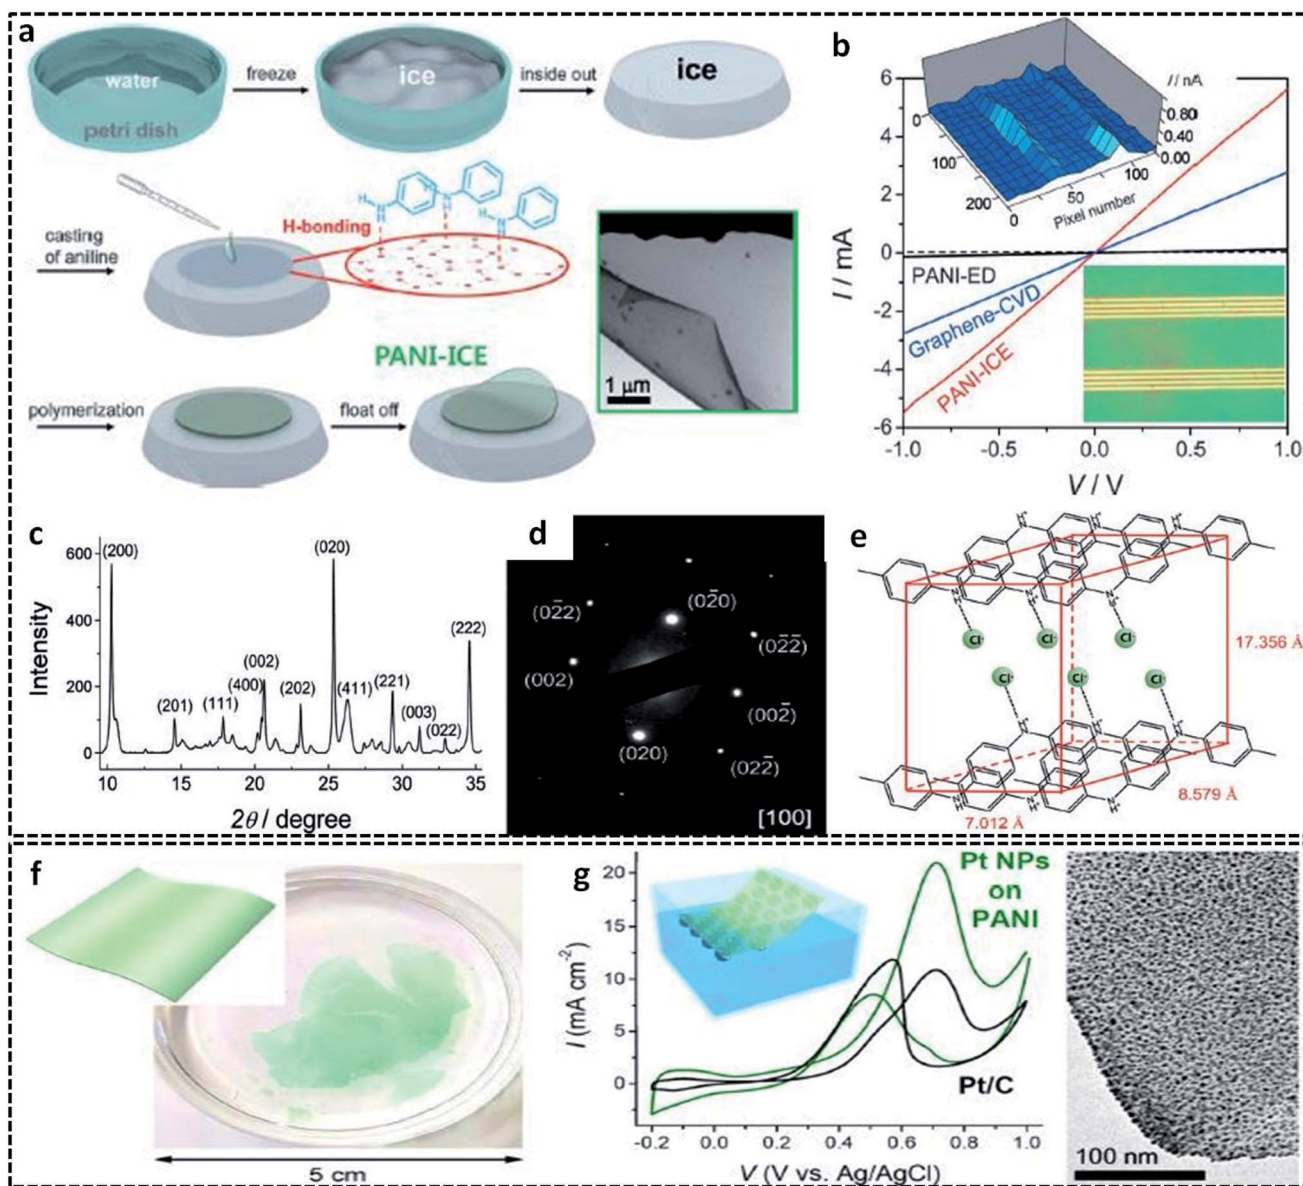 a
water
petri dish
freeze
ice
inside out
ice
casting
of aniline
H-bonding
H
N
N
H
N
PANI-ICE
1 μm
polymerization
float off
b
6
4
2
0
-2
-4
-6
I / mA
-1.0
-0.5
0.0
0.5
1.0
V / V
PANI-ED
Graphene-CVD
PANI-ICE
I / nA
0.80
0.40
0.00
0
100
200
0
50
100
Pixel number
c
600
400
200
0
Intensity
(200)
(201)
(111)
(400)
(002)
(202)
(020)
(411)
(221)
(003)
(022)
(222)
10
15
20
25
30
35
2θ / degree
d
(02̅2)
(02̅0)
(02̅2̅)
(002)
(002̅)
(020)
(022̅)
[100]
e
Cl⁻
Cl⁻
Cl⁻
Cl⁻
Cl⁻
Cl⁻
17.356 Å
8.579 Å
7.012 Å
f
5 cm
g
20
15
10
5
0
I (mA cm⁻²)
Pt NPs
on
PANI
Pt/C
-0.2
0.0
0.2
0.4
0.6
0.8
1.0
V (V vs. Ag/AgCl)
100 nm